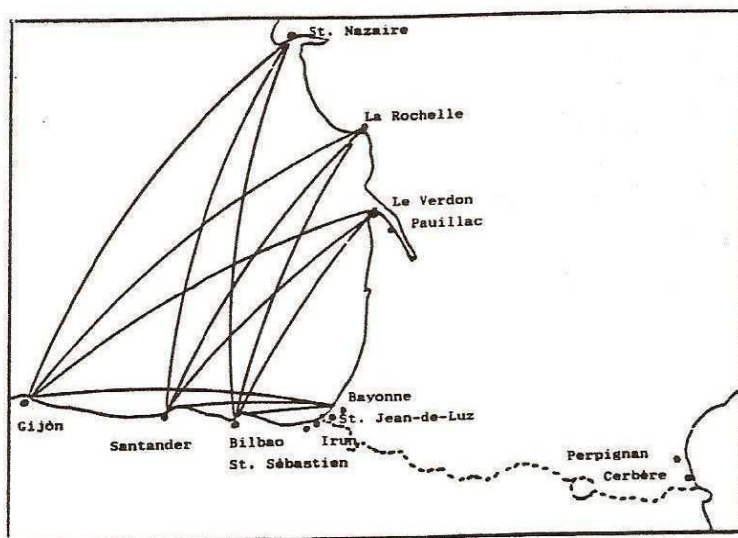 St. Nazaire
La Rochelle
Le Verdon
Pauillac
Bayonne
St. Jean-de-Luz
Gijòn
Santander
Bilbao
Irun
St. Sébastien
Perpignan
Cerbère